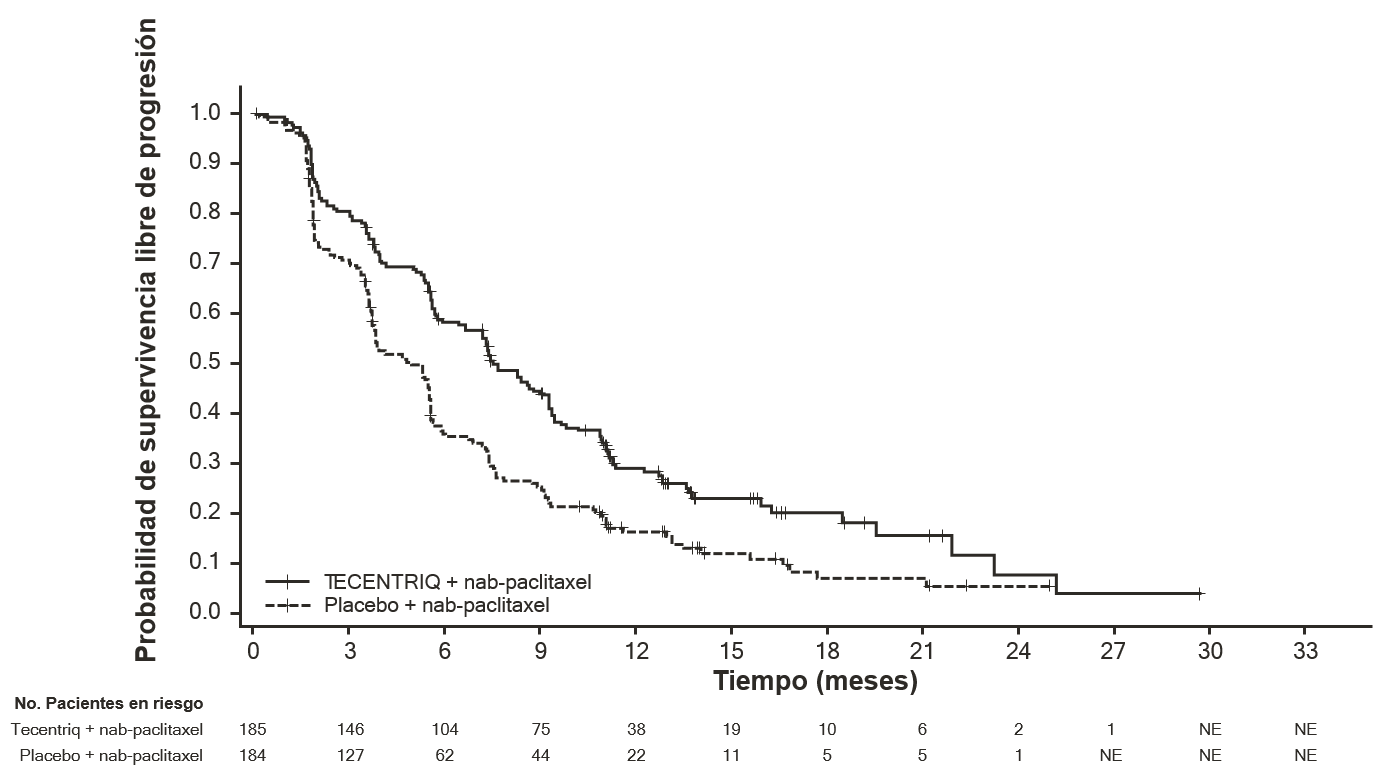 Probabilidad de supervivencia libre de progresión
1.0
0.9
0.8
0.7
0.6
0.5
0.4
0.3
0.2
0.1
0.0
TECENTRIQ + nab-paclitaxel
Placebo + nab-paclitaxel
0 3 6 9 12 15 18 21 24 27 30 33
Tiempo (meses)
No. Pacientes en riesgo
Tecentriq + nab-paclitaxel 185 146 104 75 38 19 10 6 2 1 NE NE
Placebo + nab-paclitaxel 184 127 62 44 22 11 5 5 1 NE NE NE